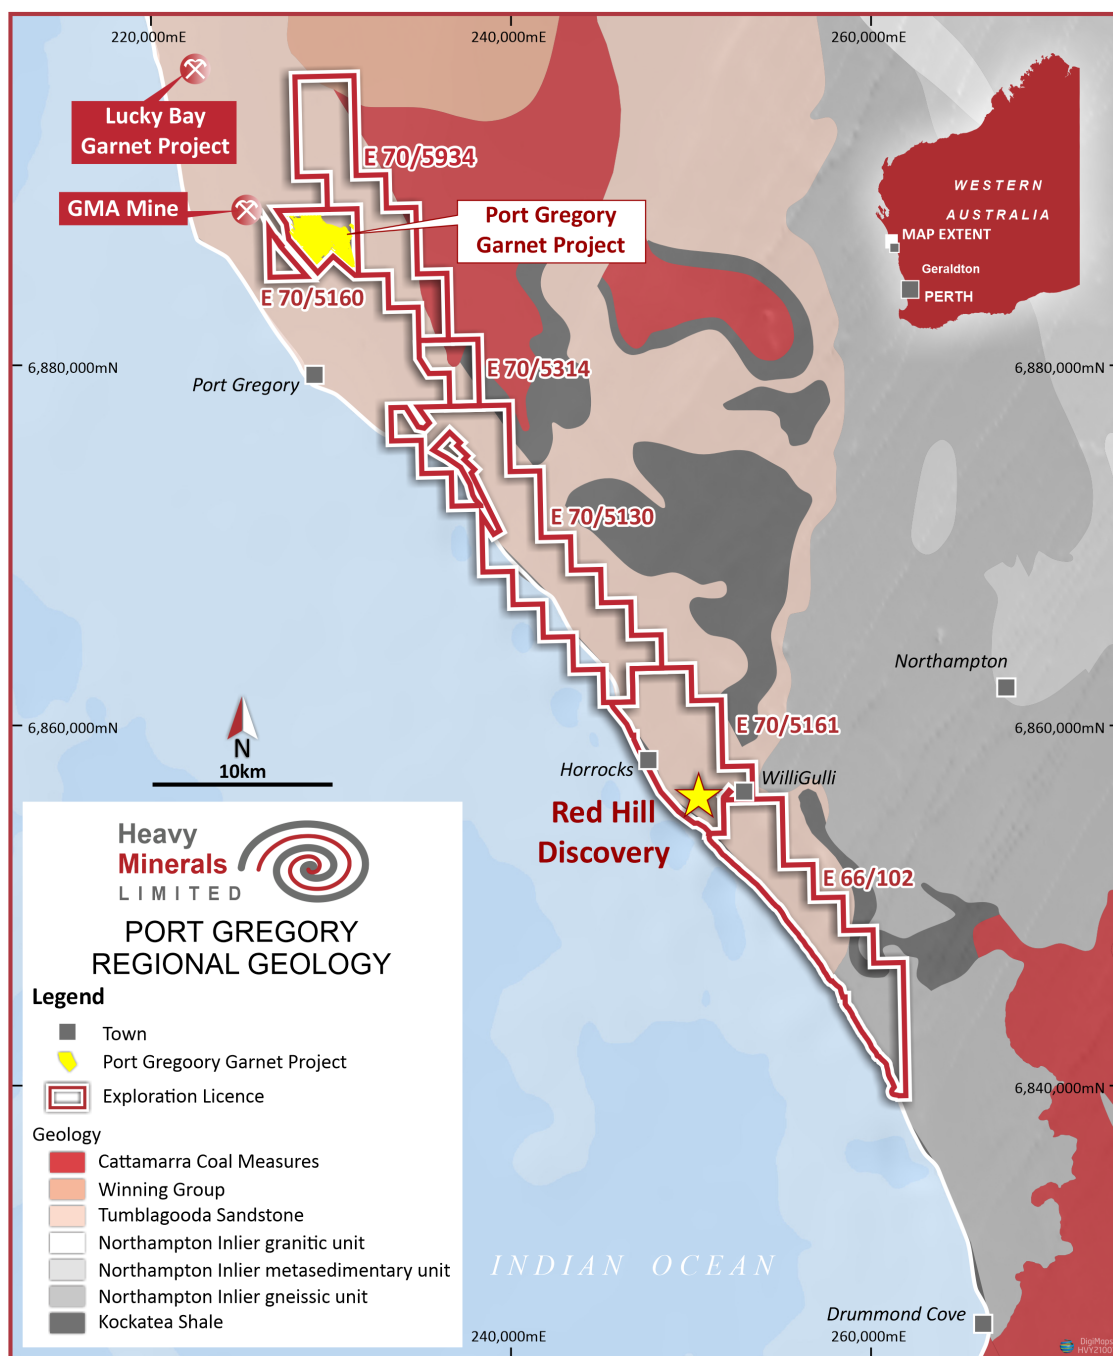 220,000mE
240,000mE
260,000mE
Lucky Bay
Garnet Project
GMA Mine
E 70/5934
Port Gregory
Garnet Project
E 70/5160
WESTERN
AUSTRALIA
MAP EXTENT
Geraldton
PERTH
6,880,000mN
6,880,000mN
Port Gregory
E 70/5314
E 70/5130
Northampton
6,860,000mN
6,860,000mN
E 70/5161
N
10km
Horrocks
WilliGulli
Red Hill
Discovery
E 66/102
Heavy
Minerals
LIMITED
PORT GREGORY
REGIONAL GEOLOGY
Legend
Town
Port Gregoory Garnet Project
Exploration Licence
6,840,000mN
Geology
Cattamarra Coal Measures
Winning Group
Tumblagooda Sandstone
Northampton Inlier granitic unit
Northampton Inlier metasedimentary unit
Northampton Inlier gneissic unit
Kockatea Shale
INDIAN OCEAN
Drummond Cove
240,000mE
260,000mE
DigiMaps
HVY2100